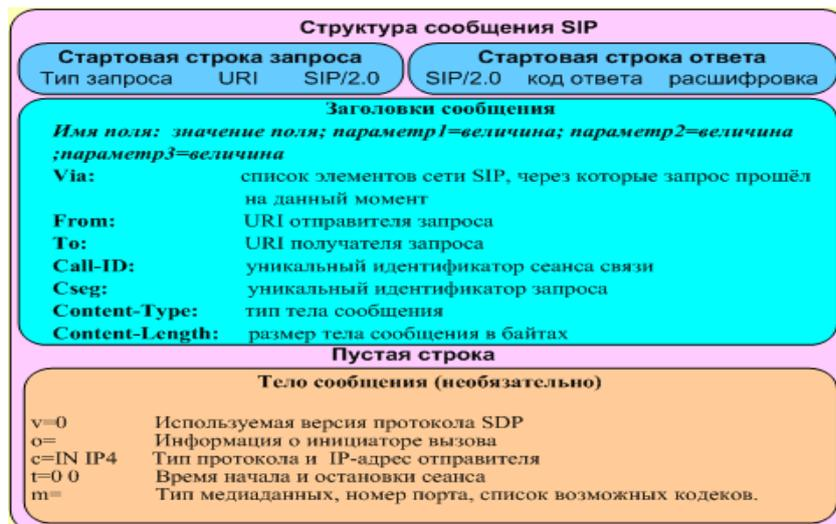 Структура сообщения SIP
Стартовая строка запроса
Тип запроса URI SIP/2.0
Стартовая строка ответа
SIP/2.0 код ответа расшифровка
Заголовки сообщения
Имя поля: значение поля; параметр1=величина; параметр2=величина
;параметр3=величина
Via: список элементов сети SIP, через которые запрос прошёл
на данный момент
From: URI отправителя запроса
To: URI получателя запроса
Call-ID: уникальный идентификатор сеанса связи
Cseg: уникальный идентификатор запроса
Content-Type: тип тела сообщения
Content-Length: размер тела сообщения в байтах
Пустая строка
Тело сообщения (необязательно)
v=0 Используемая версия протокола SDP
o= Информация о инициаторе вызова
c=IN IP4 Тип протокола и IP-адрес отправителя
t=0 0 Время начала и остановки сеанса
m= Тип медиаданных, номер порта, список возможных кодеков.